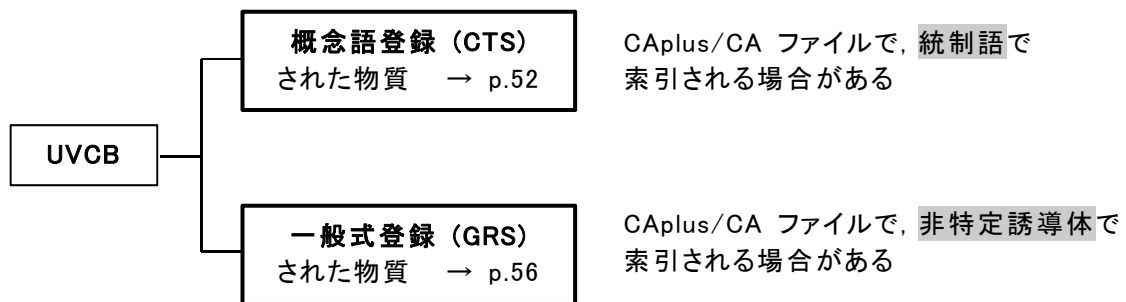 概念語登録 (CTS)
された物質 → p.52
CAplus/CA ファイルで, 統制語で
索引される場合がある
UVCB
一般式登録 (GRS)
された物質 → p.56
CAplus/CA ファイルで, 非特定誘導体で
索引される場合がある